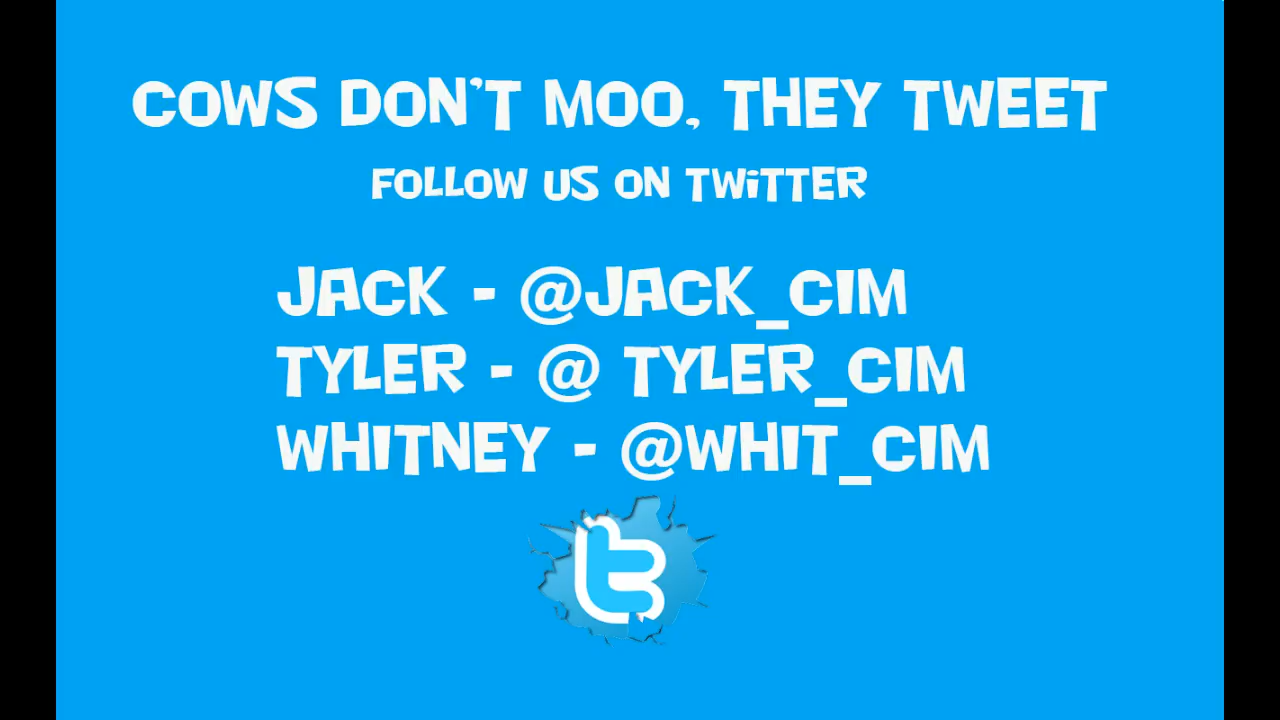 COWS DON'T MOO, THEY TWEET
FOLLOW US ON TWiTTER
JACK - @JACK_CIM
TYLER - @ TYLER_CIM
WHITNEY - @WHIT_CIM
t